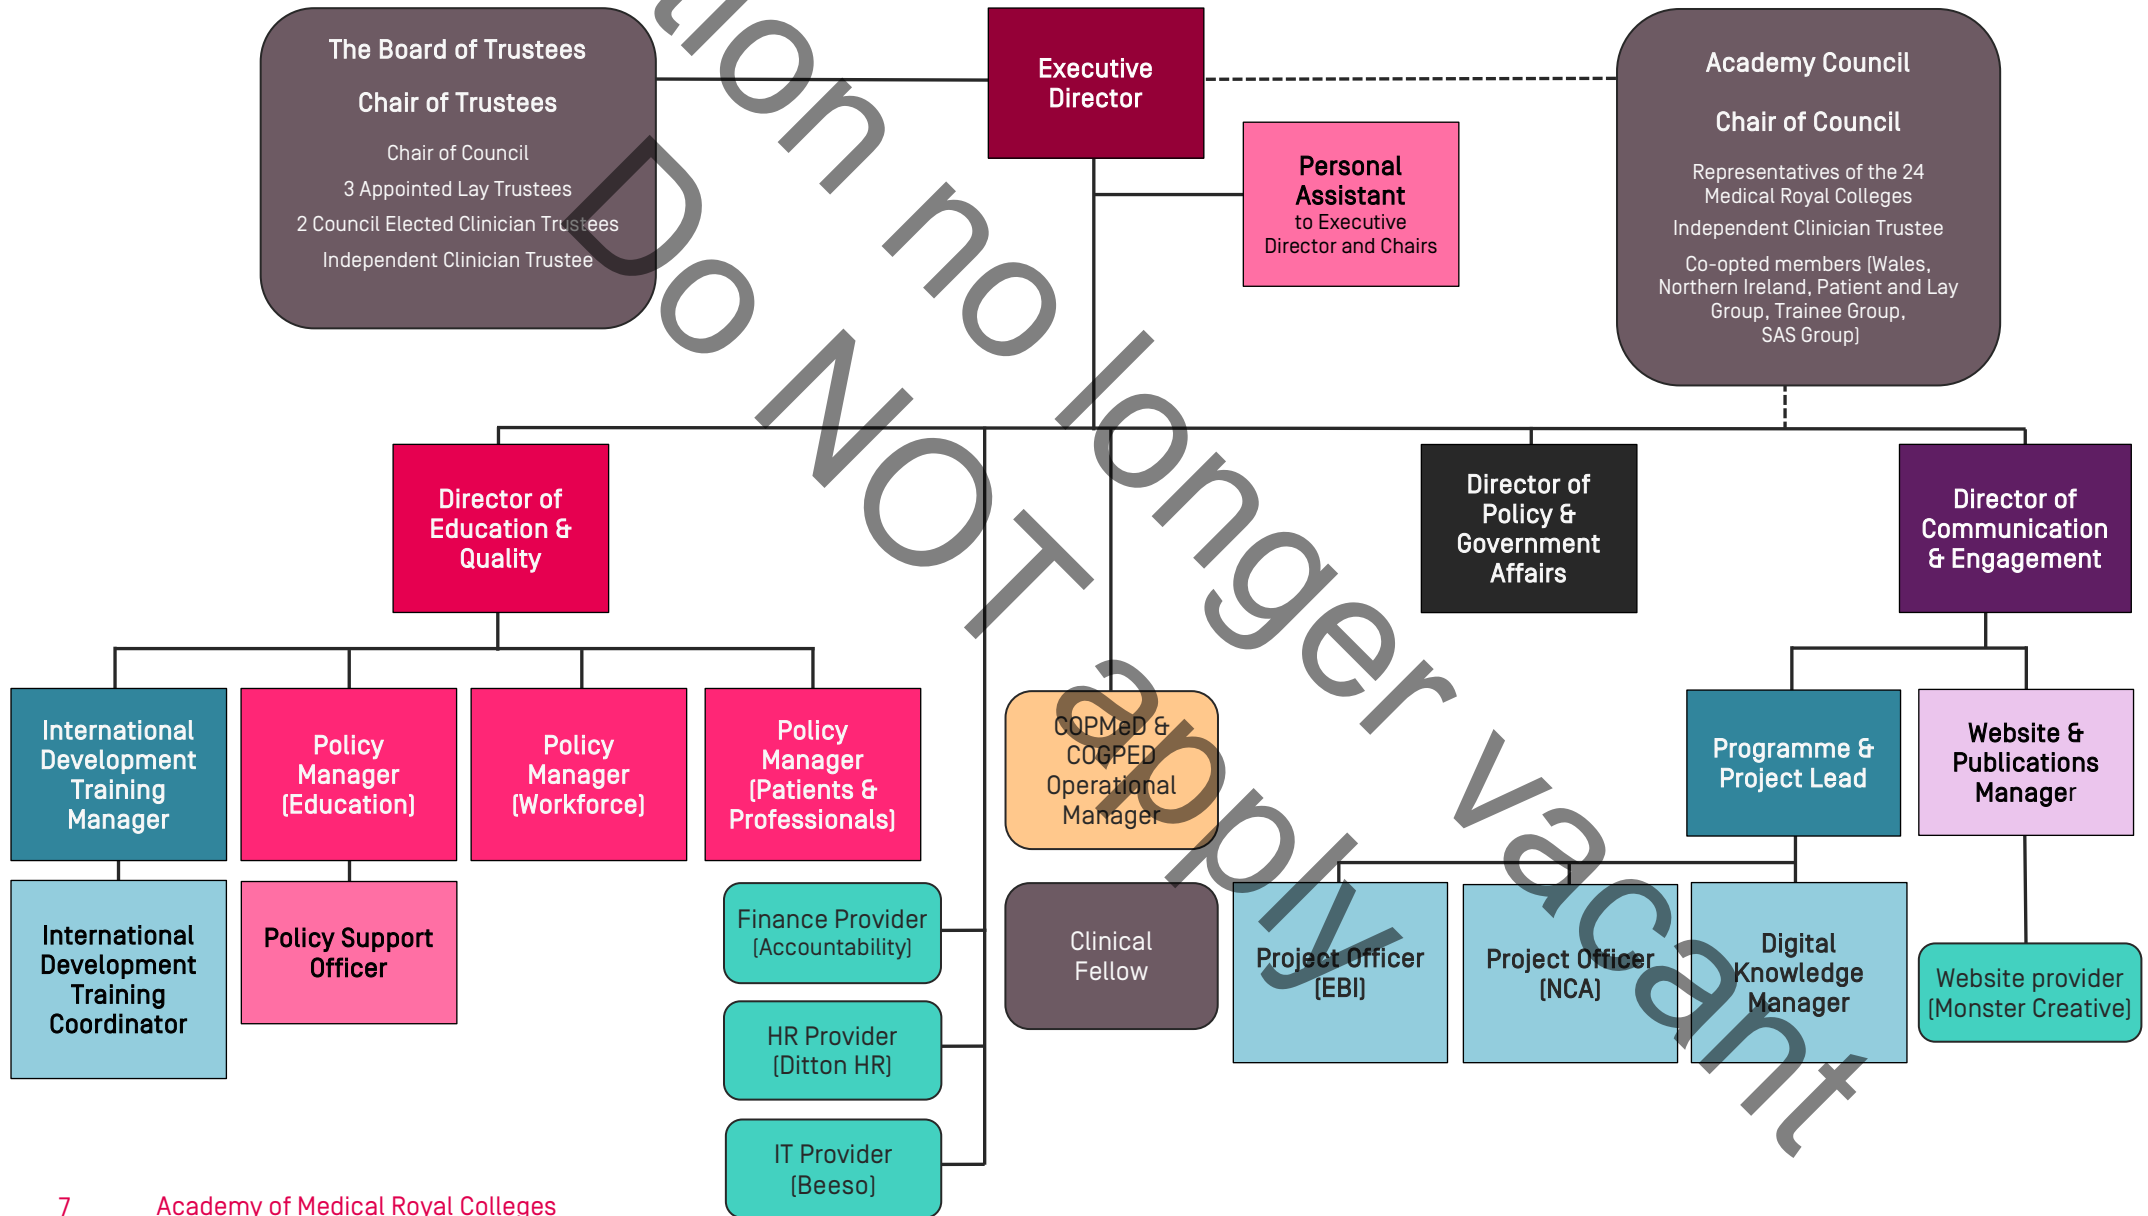 The Board of Trustees
Chair of Trustees
Chair of Council
3 Appointed Lay Trustees
2 Council Elected Clinician Trustees
Independent Clinician Trustee
Executive
Director
Academy Council
Chair of Council
Representatives of the 24
Medical Royal Colleges
Independent Clinician Trustee
Co-opted members (Wales,
Northern Ireland, Patient and Lay
Group, Trainee Group,
SAS Group)
Personal
Assistant
to Executive
Director and Chairs
Director of
Education &
Quality
Director of
Policy &
Government
Affairs
Director of
Communication
& Engagement
International
Development
Training
Manager
Policy
Manager
(Education)
Policy
Manager
(Workforce)
Policy
Manager
(Patients &
Professionals)
COPMeD &
COGPED
Operational
Manager
Programme &
Project Lead
Website &
Publications
Manager
International
Development
Training
Coordinator
Policy Support
Officer
Finance Provider
(Accountability)
HR Provider
(Ditton HR)
IT Provider
(Beeso)
Clinical
Fellow
Project Officer
(EBI)
Project Officer
(NCA)
Digital
Knowledge
Manager
Website provider
(Monster Creative)
no longer vacant
Do NOT apply
7 Academy of Medical Royal Colleges